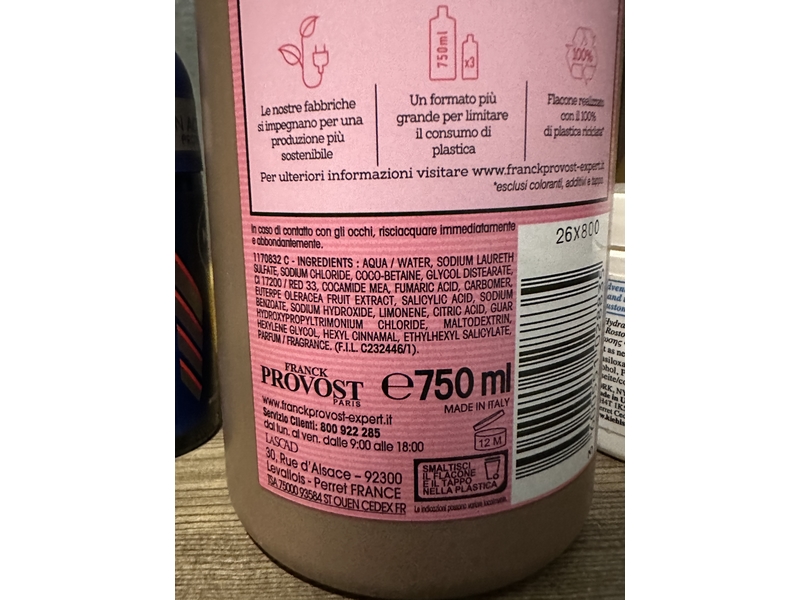 750ml
x3
100%
Le nostre fabbriche
si impegnano per una
produzione più
sostenibile
Un formato più
grande per limitare
il consumo di
plastica
Flacone realizzato
con il 100%
di plastica riciclata*
Per ulteriori informazioni visitare www.franckprovost-expert.it
*esclusi coloranti, additivi e tappo
In caso di contatto con gli occhi, risciacquare immediatamente
e abbondantemente.
1170832 C - INGREDIENTS : AQUA / WATER, SODIUM LAURETH
SULFATE, SODIUM CHLORIDE, COCO-BETAINE, GLYCOL DISTEARATE,
CI 17200 / RED 33, COCAMIDE MEA, FUMARIC ACID, CARBOMER,
EUTERPE OLERACEA FRUIT EXTRACT, SALICYLIC ACID, SODIUM
BENZOATE, SODIUM HYDROXIDE, LIMONENE, CITRIC ACID, GUAR
HYDROXYPROPYLTRIMONIUM CHLORIDE, MALTODEXTRIN,
HEXYLENE GLYCOL, HEXYL CINNAMAL, ETHYLHEXYL SALICYLATE,
PARFUM / FRAGRANCE. (F.I.L. C232446/1).
26X800
FRANCK
PROVOST
PARIS
℮750 ml
MADE IN ITALY
www.franckprovost-expert.it
Servizio Clienti: 800 922 285
dal lun. al ven. dalle 9:00 alle 18:00
LASCAD
30, Rue d'Alsace – 92300
Levallois - Perret FRANCE
TSA 75000 93584 ST OUEN CEDEX FR
12 M
SMALTISCI
IL FLACONE
E IL TAPPO
NELLA PLASTICA
Le indicazioni possono variare localmente.